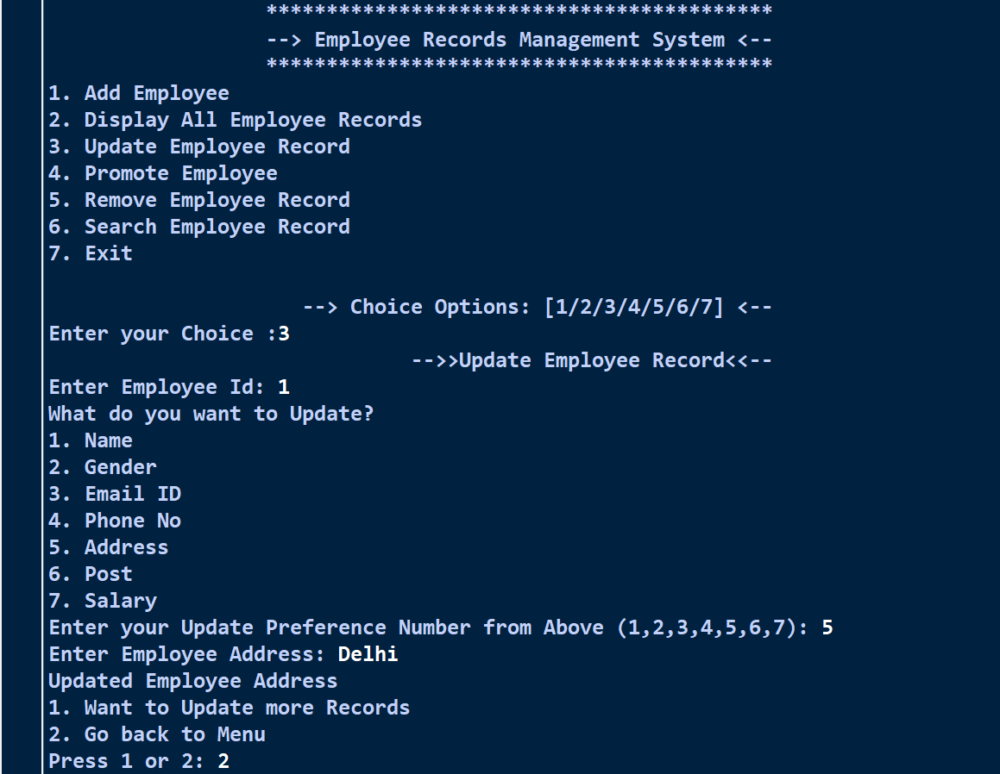 ******************************************
--> Employee Records Management System <--
******************************************
1. Add Employee
2. Display All Employee Records
3. Update Employee Record
4. Promote Employee
5. Remove Employee Record
6. Search Employee Record
7. Exit
--> Choice Options: [1/2/3/4/5/6/7] <--
Enter your Choice :3
-->>Update Employee Record<<--
Enter Employee Id: 1
What do you want to Update?
1. Name
2. Gender
3. Email ID
4. Phone No
5. Address
6. Post
7. Salary
Enter your Update Preference Number from Above (1,2,3,4,5,6,7): 5
Enter Employee Address: Delhi
Updated Employee Address
1. Want to Update more Records
2. Go back to Menu
Press 1 or 2: 2